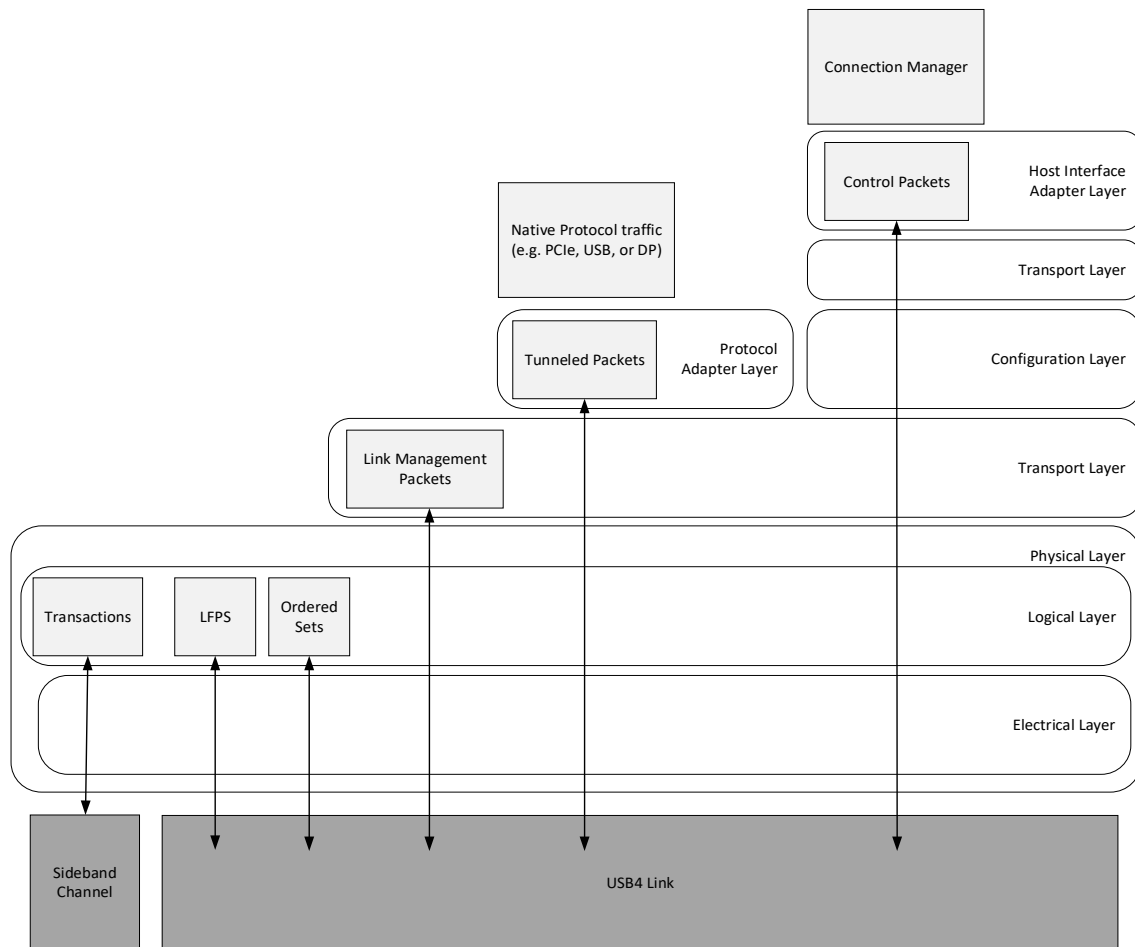 Connection Manager
Control Packets
Host Interface
Adapter Layer
Native Protocol traffic
(e.g. PCIe, USB, or DP)
Transport Layer
Tunneled Packets
Protocol
Adapter Layer
Configuration Layer
Link Management
Packets
Transport Layer
Physical Layer
Transactions
LFPS
Ordered
Sets
Logical Layer
Electrical Layer
Sideband
Channel
USB4 Link